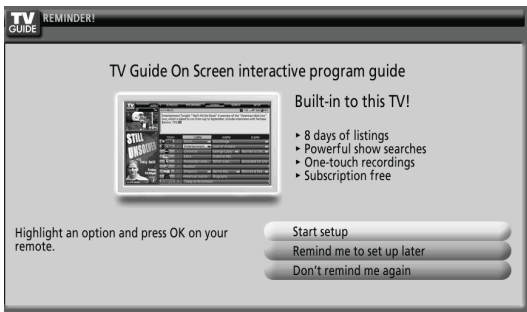 TV
GUIDE
REMINDER!
TV Guide On Screen interactive program guide
Built-in to this TV!
‣ 8 days of listings
‣ Powerful show searches
‣ One-touch recordings
‣ Subscription free
STILL
UNSOLVED
Highlight an option and press OK on your
remote.
Start setup
Remind me to set up later
Don't remind me again